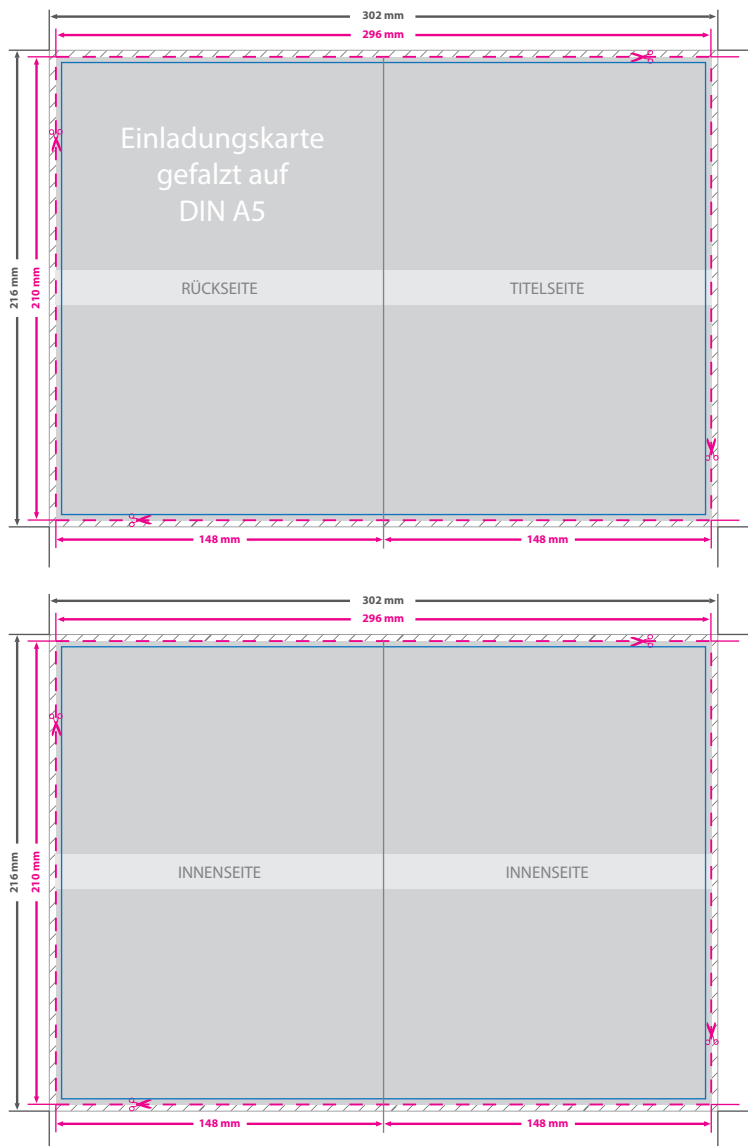 302 mm
296 mm
Einladungskarte
gefalzt auf
DIN A5
216 mm
210 mm
RÜCKSEITE
TITELSEITE
148 mm
148 mm
302 mm
296 mm
216 mm
210 mm
INNENSEITE
INNENSEITE
148 mm
148 mm